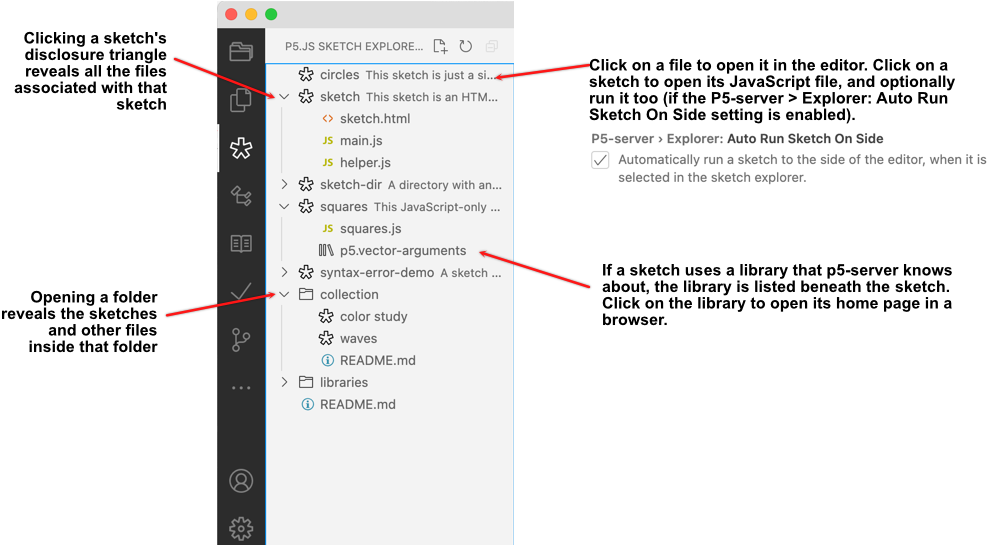 Clicking a sketch's
disclosure triangle
reveals all the files
associated with that
sketch
Opening a folder
reveals the sketches
and other files
inside that folder
P5.JS SKETCH EXPLORE...
circles This sketch is just a si...
sketch This sketch is an HTM...
sketch.html
JS main.js
JS helper.js
sketch-dir A directory with an...
squares This JavaScript-only ...
JS squares.js
p5.vector-arguments
syntax-error-demo A sketch ...
collection
color study
waves
README.md
libraries
README.md
Click on a file to open it in the editor. Click on a
sketch to open its JavaScript file, and optionally
run it too (if the P5-server > Explorer: Auto Run
Sketch On Side setting is enabled).
P5-server › Explorer: Auto Run Sketch On Side
Automatically run a sketch to the side of the editor, when it is
selected in the sketch explorer.
If a sketch uses a library that p5-server knows
about, the library is listed beneath the sketch.
Click on the library to open its home page in a
browser.